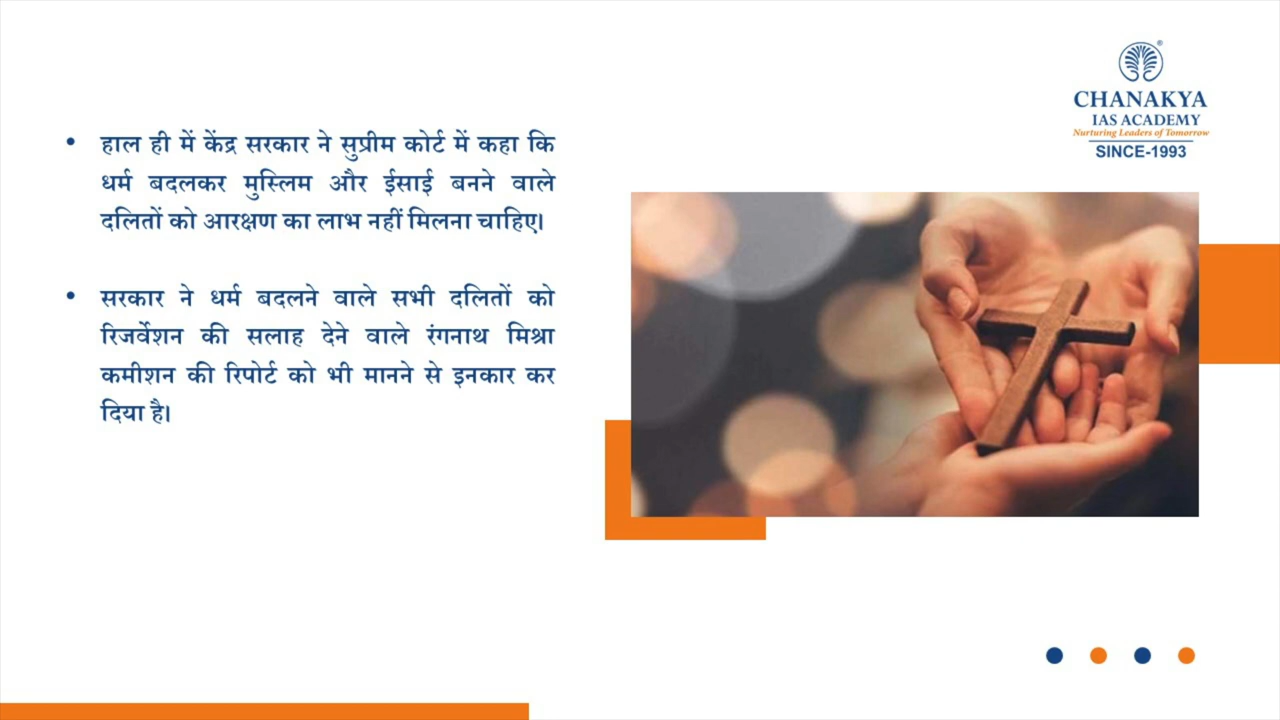 CHANAKYA
IAS ACADEMY
Nurturing Leaders of Tomorrow
SINCE-1993
• हाल ही में केंद्र सरकार ने सुप्रीम कोर्ट में कहा कि
धर्म बदलकर मुस्लिम और ईसाई बनने वाले
दलितों को आरक्षण का लाभ नहीं मिलना चाहिए।
• सरकार ने धर्म बदलने वाले सभी दलितों को
रिजर्वेशन की सलाह देने वाले रंगनाथ मिश्रा
कमीशन की रिपोर्ट को भी मानने से इनकार कर
दिया है।